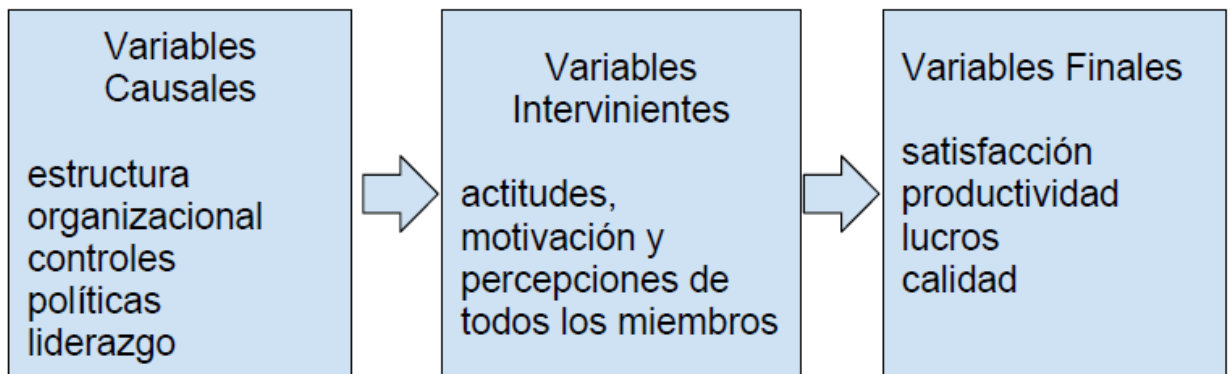 Variables
Causales
estructura
organizacional
controles
políticas
liderazgo
Variables
Intervinientes
actitudes,
motivación y
percepciones de
todos los miembros
Variables Finales
satisfacción
productividad
lucros
calidad